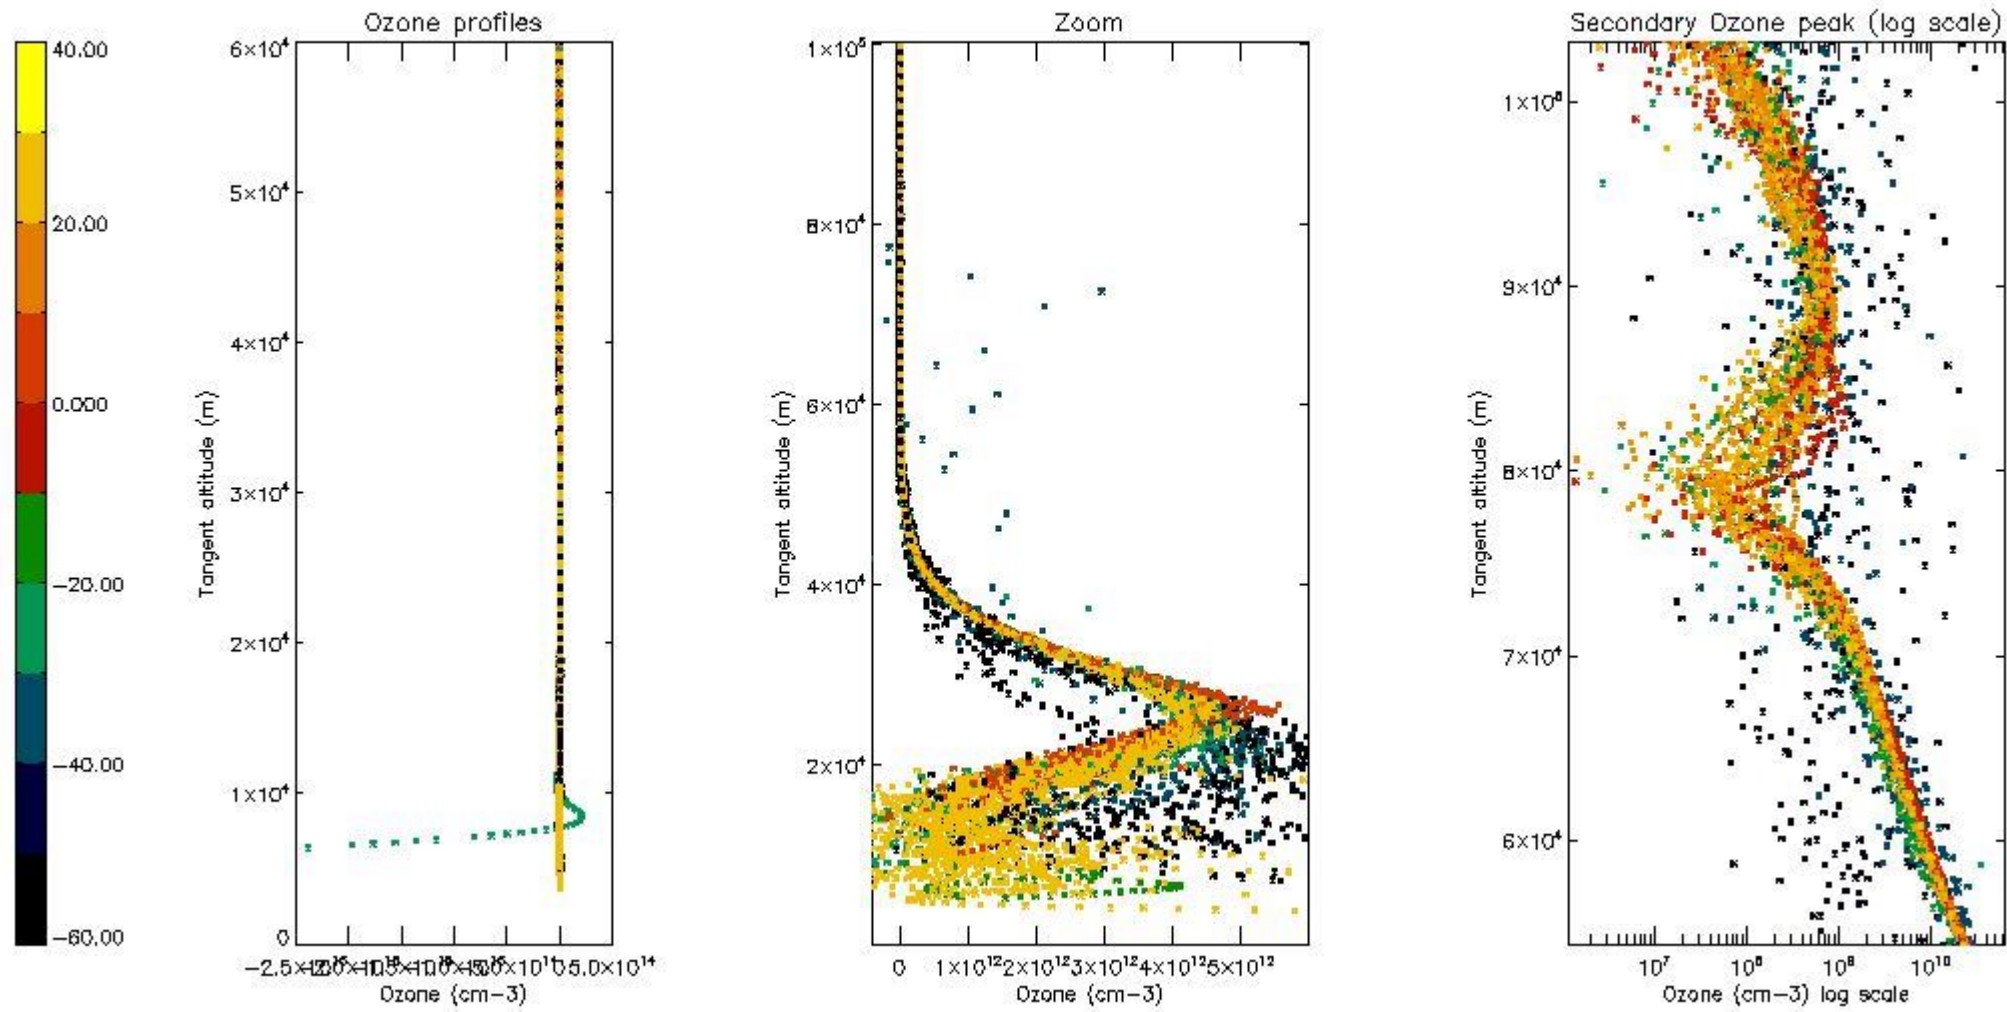 Ozone profiles
Zoom
Secondary Ozone peak (log scale)
40.00
20.00
0.000
−20.00
−40.00
−60.00
6×10⁴
5×10⁴
4×10⁴
3×10⁴
2×10⁴
1×10⁴
0
Tangent altitude (m)
5.0×10¹⁴
Ozone (cm−3)
1×10⁵
8×10⁴
6×10⁴
4×10⁴
2×10⁴
Tangent altitude (m)
0 1×10¹² 2×10¹² 3×10¹² 4×10¹² 5×10¹²
Ozone (cm−3)
1×10⁵
9×10⁴
8×10⁴
7×10⁴
6×10⁴
Tangent altitude (m)
10⁷ 10⁸ 10⁹ 10¹⁰
Ozone (cm−3) log scale